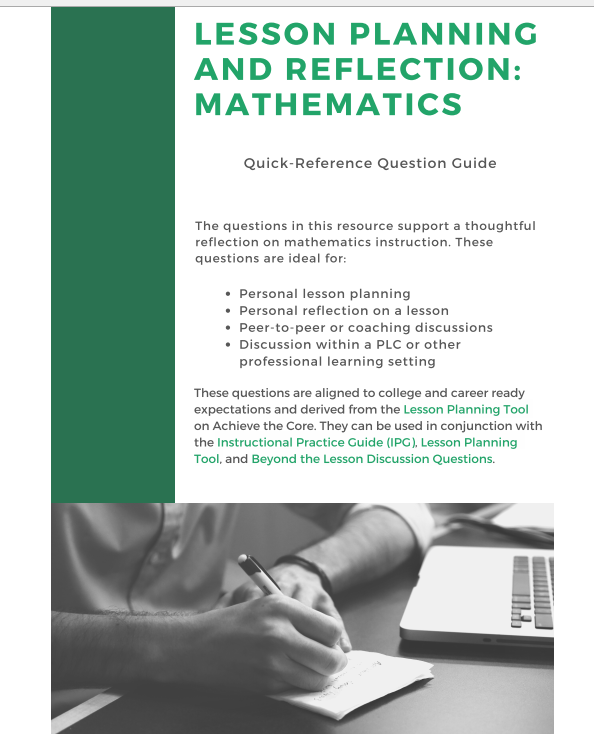 LESSON PLANNING
AND REFLECTION:
MATHEMATICS
Quick-Reference Question Guide
The questions in this resource support a thoughtful
reflection on mathematics instruction. These
questions are ideal for:
• Personal lesson planning
• Personal reflection on a lesson
• Peer-to-peer or coaching discussions
• Discussion within a PLC or other
professional learning setting
These questions are aligned to college and career ready
expectations and derived from the Lesson Planning Tool
on Achieve the Core. They can be used in conjunction with
the Instructional Practice Guide (IPG), Lesson Planning
Tool, and Beyond the Lesson Discussion Questions.